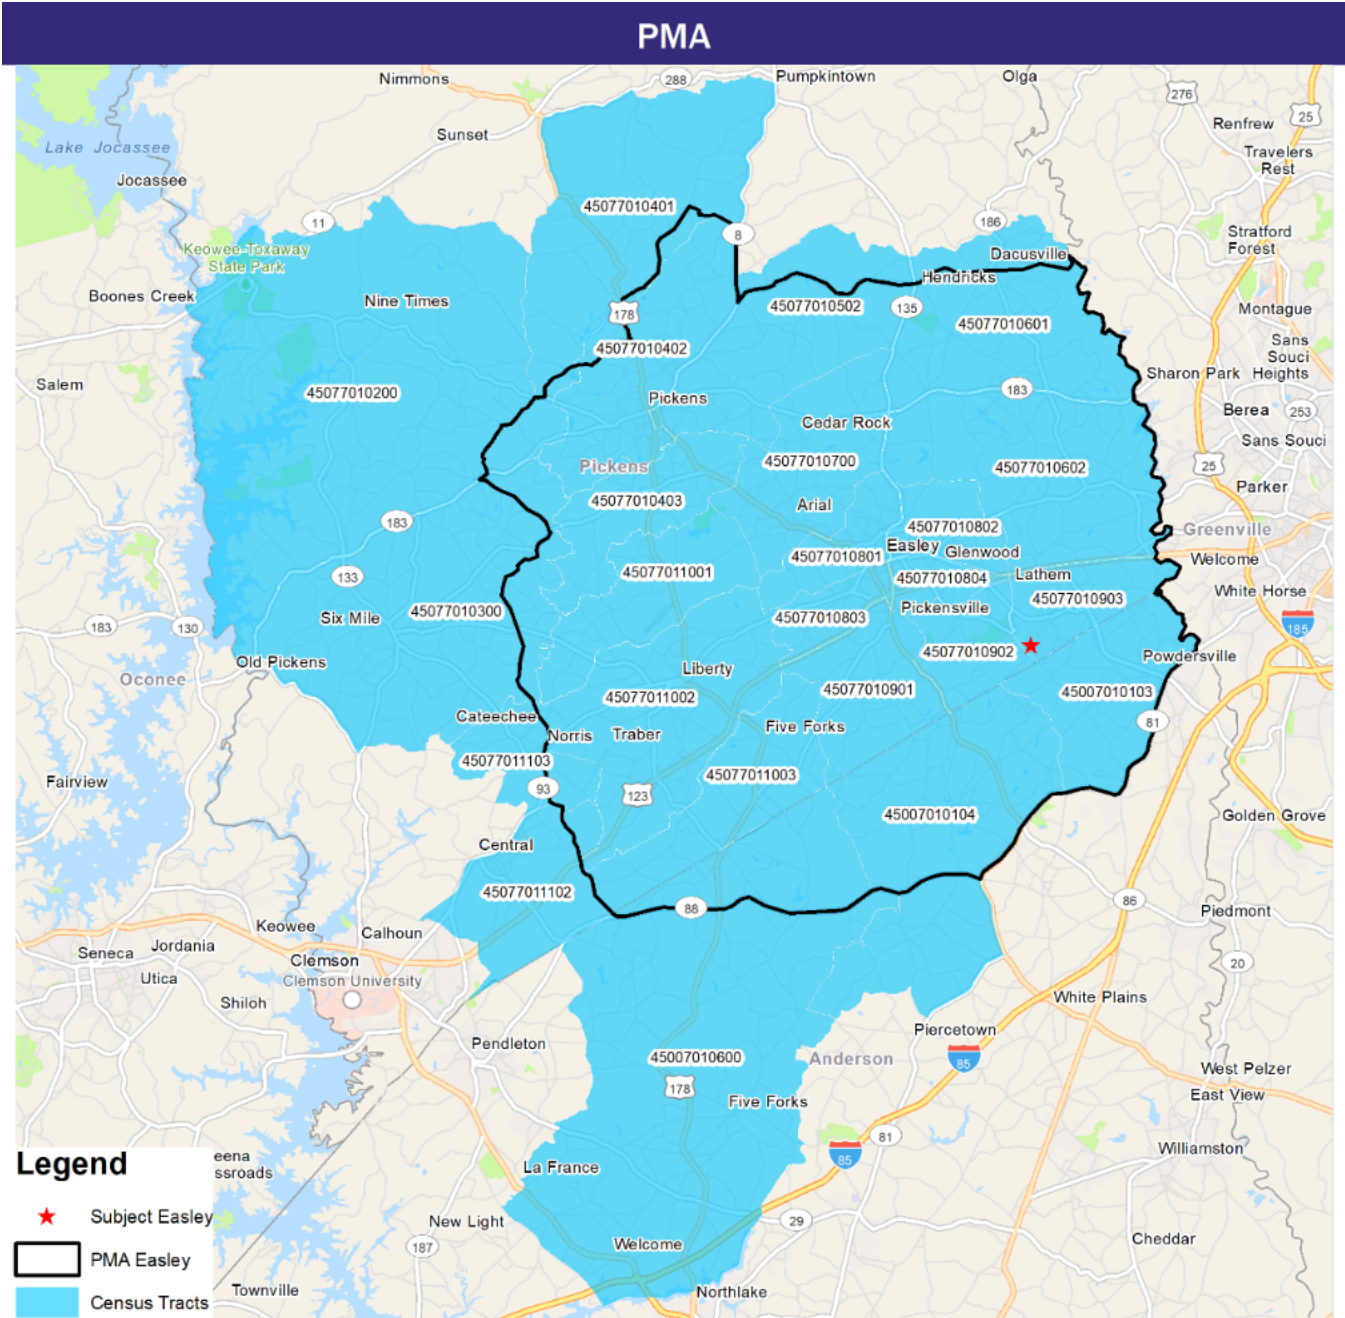 PMA
Nimmons
288
Pumpkintown
Olga
276
25
Renfrew
Sunset
Lake Jocassee
Travelers
Rest
Jocassee
45077010401
11
186
8
Stratford
Forest
Keowee-Toxaway
State Park
Dacusville
Hendricks
Boones Creek
Nine Times
45077010502
135
Montague
178
45077010601
45077010402
Sans
Souci
Heights
Sharon Park
Salem
45077010200
183
Pickens
Berea
253
Cedar Rock
Sans Souci
Pickens
45077010700
45077010602
25
Parker
45077010403
Arial
183
45077010802
Greenville
Easley
Glenwood
45077010801
Welcome
133
45077011001
45077010804
Lathem
White Horse
45077010903
Six Mile
45077010300
45077010803
Pickensville
183
130
185
Old Pickens
45077010902
Powdersville
Oconee
Liberty
45077011002
45077010901
45007010103
Cateechee
81
Norris
Traber
Five Forks
45077011103
45077011003
Fairview
93
123
45007010104
Golden Grove
Central
45077011102
88
86
Piedmont
Keowee
Calhoun
Seneca
Jordania
Clemson
20
Utica
Clemson University
Shiloh
White Plains
Pendleton
Piercetown
45007010600
Anderson
85
178
West Pelzer
East View
Five Forks
81
85
Williamston
Legend
eena
ssroads
La France
Subject Easley
New Light
29
187
Welcome
Cheddar
PMA Easley
Townville
Northlake
Census Tracts